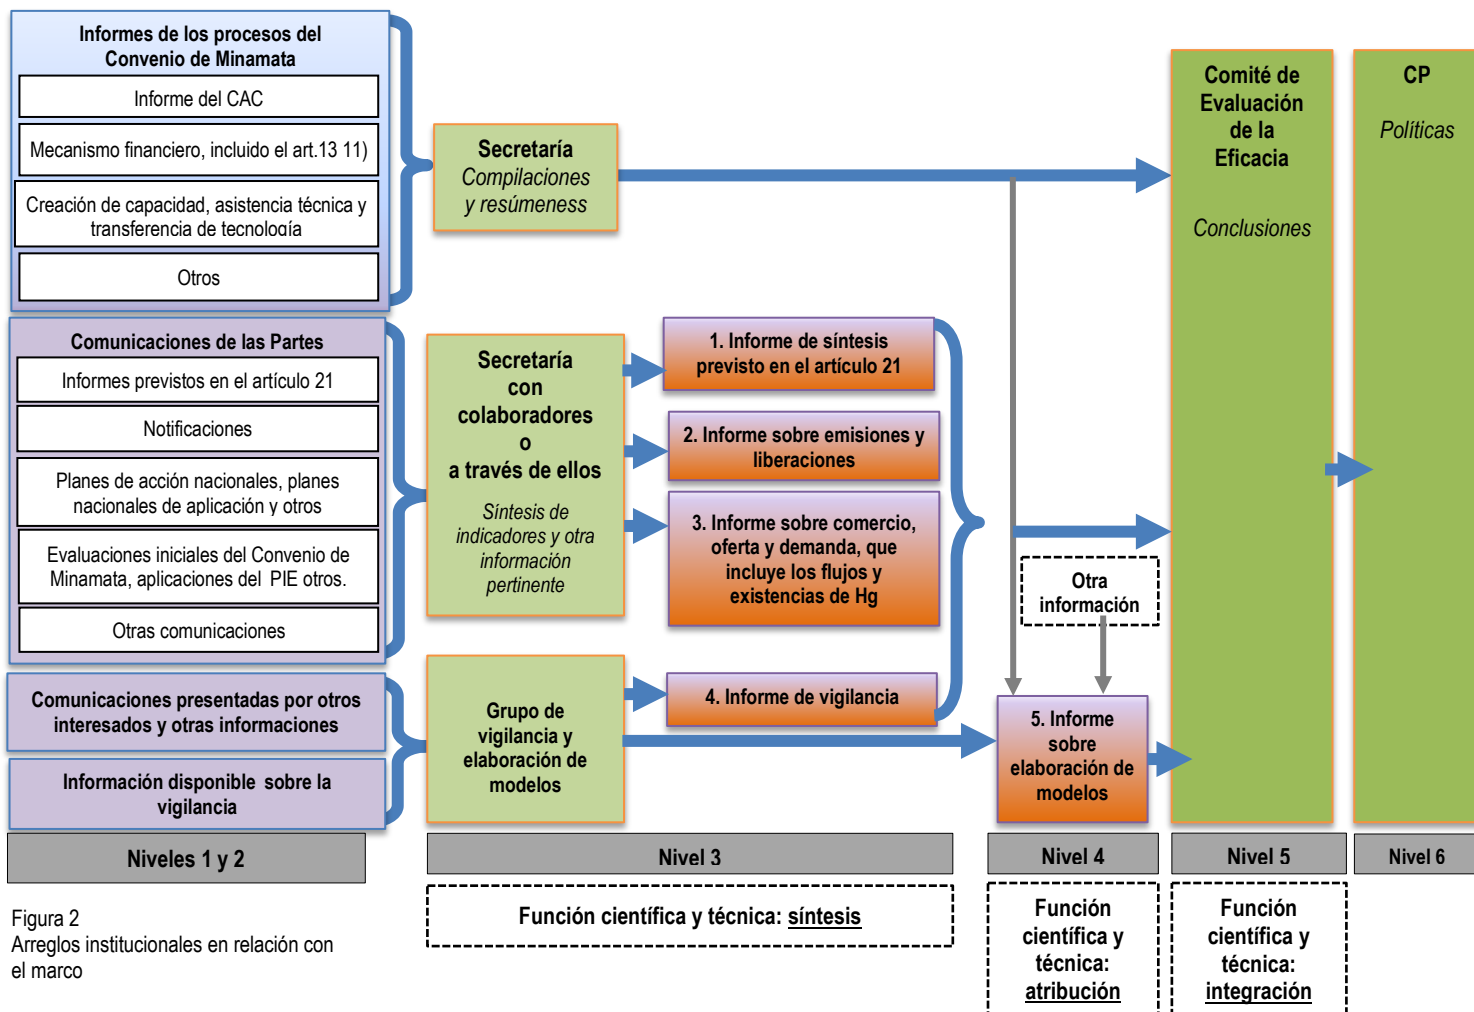 Informes de los procesos del
Convenio de Minamata
Informe del CAC
Mecanismo financiero, incluido el art.13 11)
Creación de capacidad, asistencia técnica y
transferencia de tecnología
Otros
Secretaría
Compilaciones
y resúmeness
Comunicaciones de las Partes
Informes previstos en el artículo 21
Notificaciones
Planes de acción nacionales, planes
nacionales de aplicación y otros
Evaluaciones iniciales del Convenio de
Minamata, aplicaciones del PIE otros.
Otras comunicaciones
Secretaría
con
colaboradores
o
a través de ellos
Síntesis de
indicadores y otra
información
pertinente
1. Informe de síntesis
previsto en el artículo 21
2. Informe sobre emisiones y
liberaciones
3. Informe sobre comercio,
oferta y demanda, que
incluye los flujos y
existencias de Hg
Comunicaciones presentadas por otros
interesados y otras informaciones
Información disponible sobre la
vigilancia
Grupo de
vigilancia y
elaboración de
modelos
4. Informe de vigilancia
Otra
información
5. Informe
sobre
elaboración de
modelos
Comité de
Evaluación
de la
Eficacia
Conclusiones
CP
Políticas
Niveles 1 y 2
Nivel 3
Nivel 4
Nivel 5
Nivel 6
Función científica y técnica: síntesis
Función
científica y
técnica:
atribución
Función
científica y
técnica:
integración
Figura 2
Arreglos institucionales en relación con
el marco